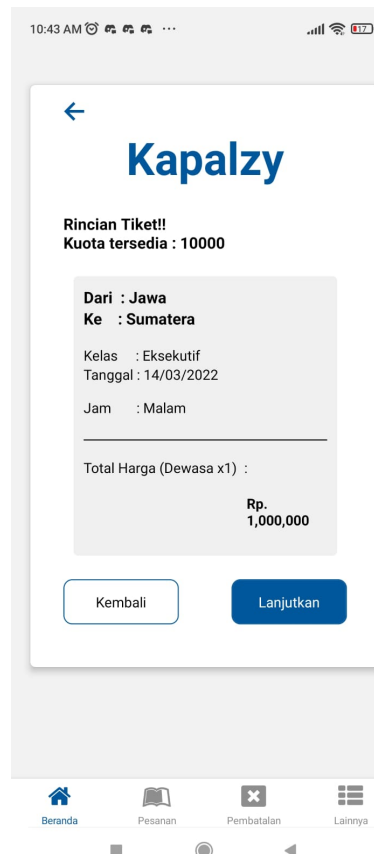 10:43 AM
17
Kapalzy
Rincian Tiket!!
Kuota tersedia : 10000
Dari : Jawa
Ke : Sumatera
Kelas : Eksekutif
Tanggal : 14/03/2022
Jam : Malam
Total Harga (Dewasa x1) :
Rp.
1,000,000
Kembali Lanjutkan
Beranda Pesanan Pembatalan Lainnya